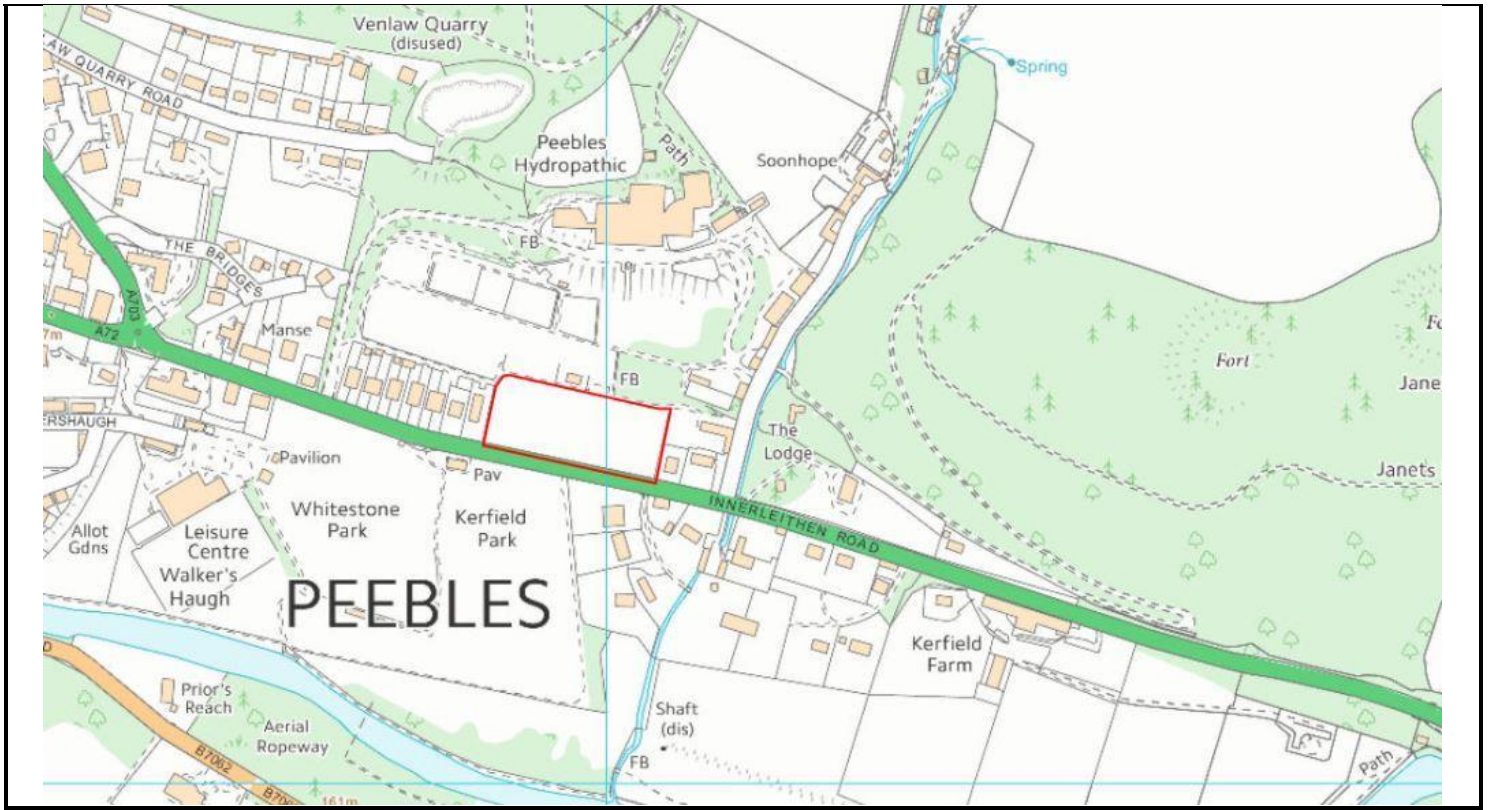 Venlaw Quarry
(disused)
AW QUARRY ROAD
Spring
Peebles
Hydropathic
Path
Soonhope
FB
THE BRIDGES
A703
A72
7m
Manse
FB
Fort
Jane
ERSHAUGH
The
Lodge
Pavilion
Pav
Janets
Whitestone
Park
Kerfield
Park
INNERLEITHEN ROAD
Allot
Gdns
Leisure
Centre
Walker's
Haugh
PEEBLES
Kerfield
Farm
Prior's
Reach
Aerial
Ropeway
Shaft
(dis)
FB
B7062
Path
161m